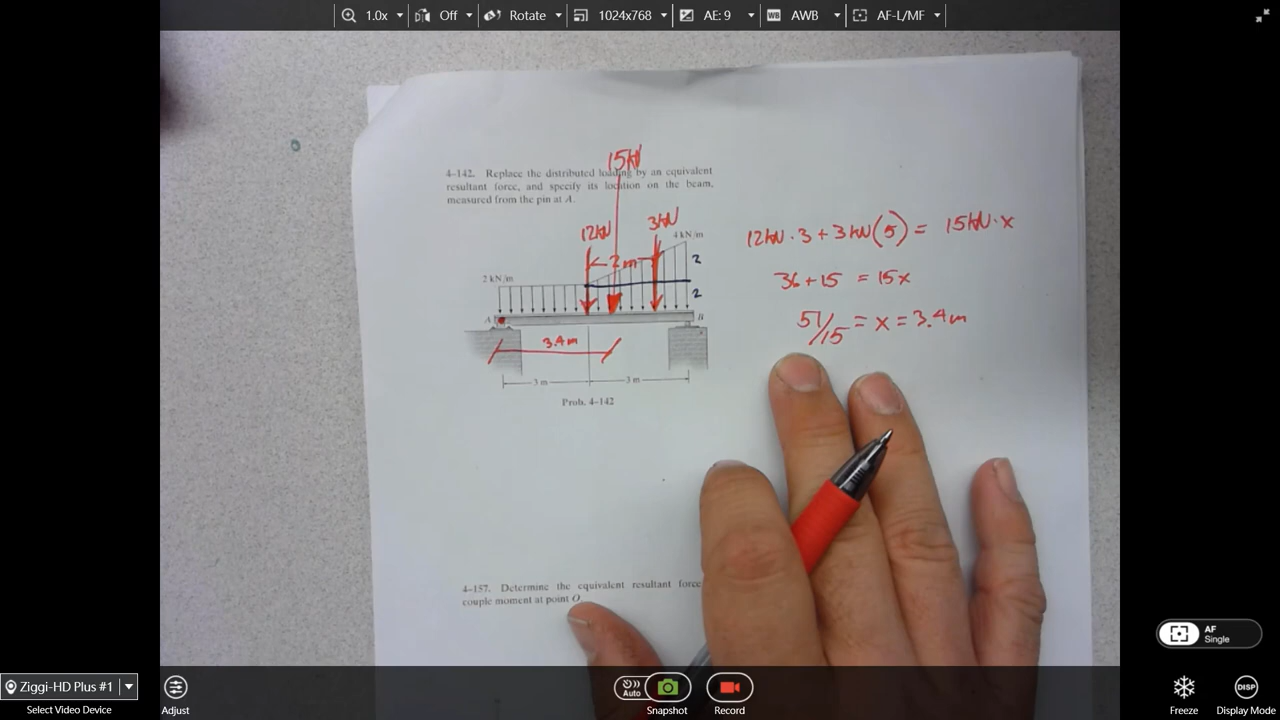 1.0x
Off
Rotate
1024x768
AE: 9
AWB
AF-L/MF
4–142. Replace the distributed loading by an equivalent
resultant force, and specify its location on the beam,
measured from the pin at A.
15kN
12kN
3kN
4 kN/m
2 m
2
2 kN/m
2
A
B
3.4m
3 m
3 m
Prob. 4–142
12kN·3+3kN(5)= 15kN·x
36+15 = 15x
51/15 = x = 3.4m
4–157. Determine the equivalent resultant force
couple moment at point O.
AF
Single
Ziggi-HD Plus #1
Select Video Device
Adjust
Auto
Snapshot
Record
Freeze
DISP
Display Mode